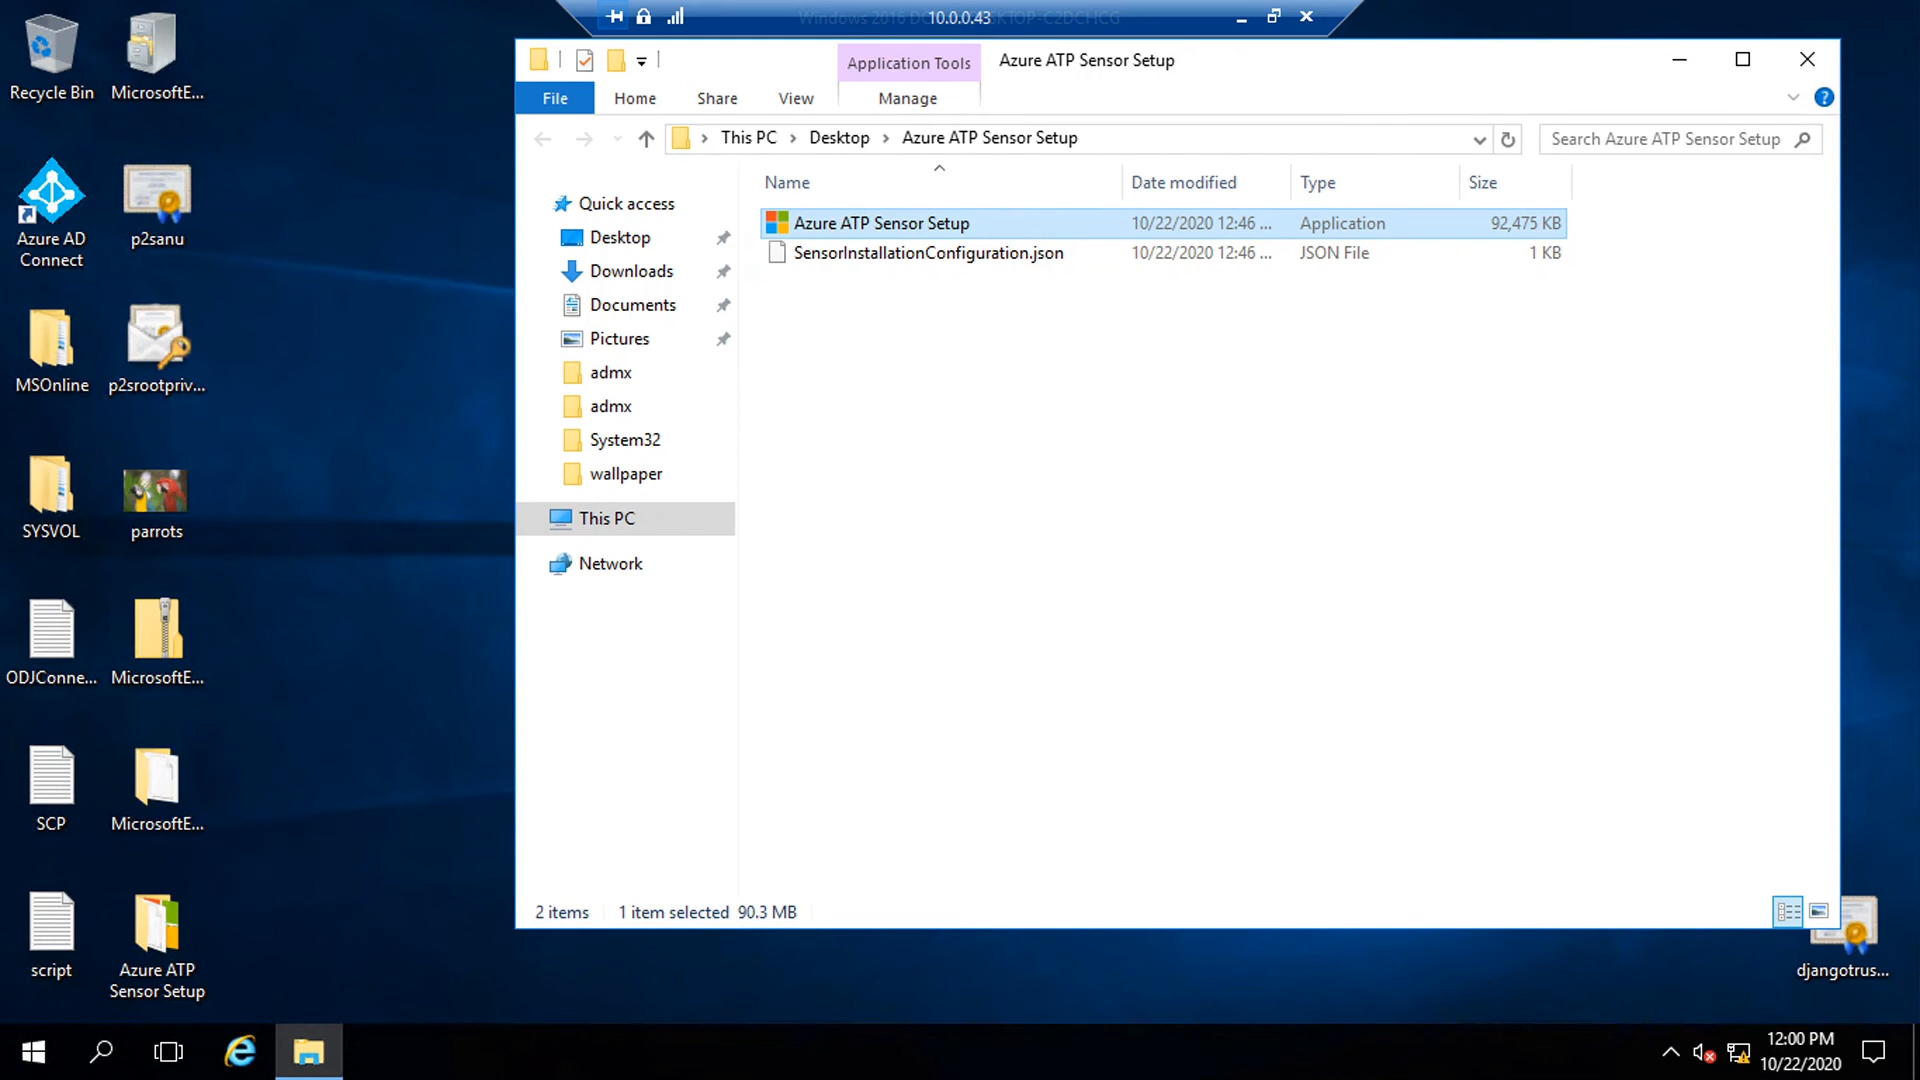 Windows 2016 DC
10.0.0.43
SKTOP-C2DCHCG
Recycle Bin
MicrosoftE...
Azure AD
Connect
p2sanu
MSOnline
p2srootpriv...
SYSVOL
parrots
ODJConne...
MicrosoftE...
SCP
MicrosoftE...
script
Azure ATP
Sensor Setup
Application Tools
Azure ATP Sensor Setup
File
Home
Share
View
Manage
This PC
Desktop
Azure ATP Sensor Setup
Search Azure ATP Sensor Setup
Name
Date modified
Type
Size
Azure ATP Sensor Setup
10/22/2020 12:46 ...
Application
92,475 KB
SensorInstallationConfiguration.json
10/22/2020 12:46 ...
JSON File
1 KB
Quick access
Desktop
Downloads
Documents
Pictures
admx
admx
System32
wallpaper
This PC
Network
2 items
1 item selected 90.3 MB
djangotrus...
12:00 PM
10/22/2020